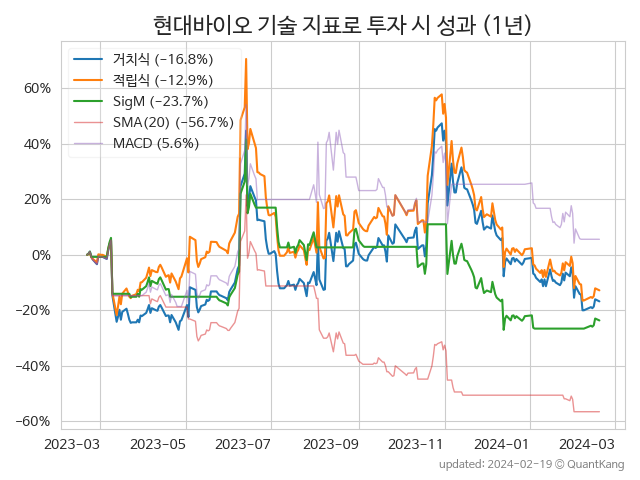 현대바이오 기술 지표로 투자 시 성과 (1년)
거치식 (−16.8%)
적립식 (−12.9%)
SigM (−23.7%)
SMA(20) (−56.7%)
MACD (5.6%)
60%
40%
20%
0%
−20%
−40%
−60%
2023-03 2023-05 2023-07 2023-09 2023-11 2024-01 2024-03
updated: 2024-02-19 © QuantKang